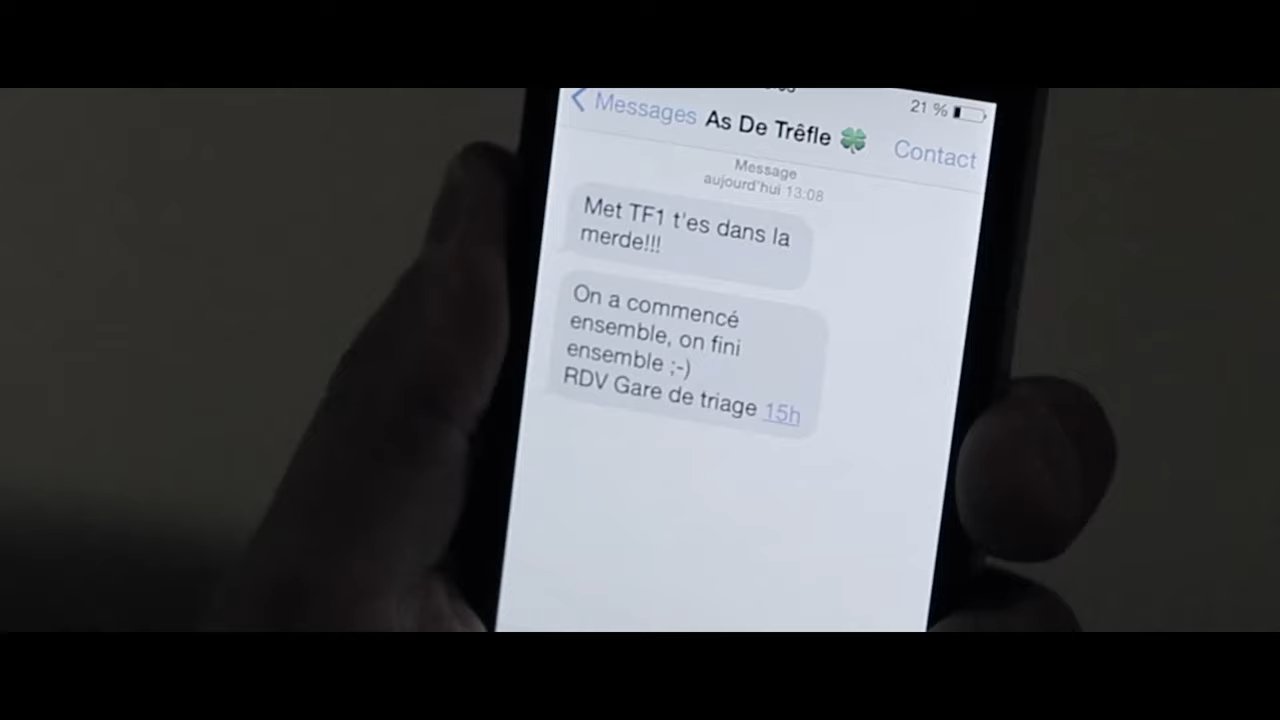 21 %
Messages As De Trêfle 🍀 Contact
Message
aujourd'hui 13:08
Met TF1 t'es dans la
merde!!!
On a commencé
ensemble, on fini
ensemble ;-)
RDV Gare de triage 15h